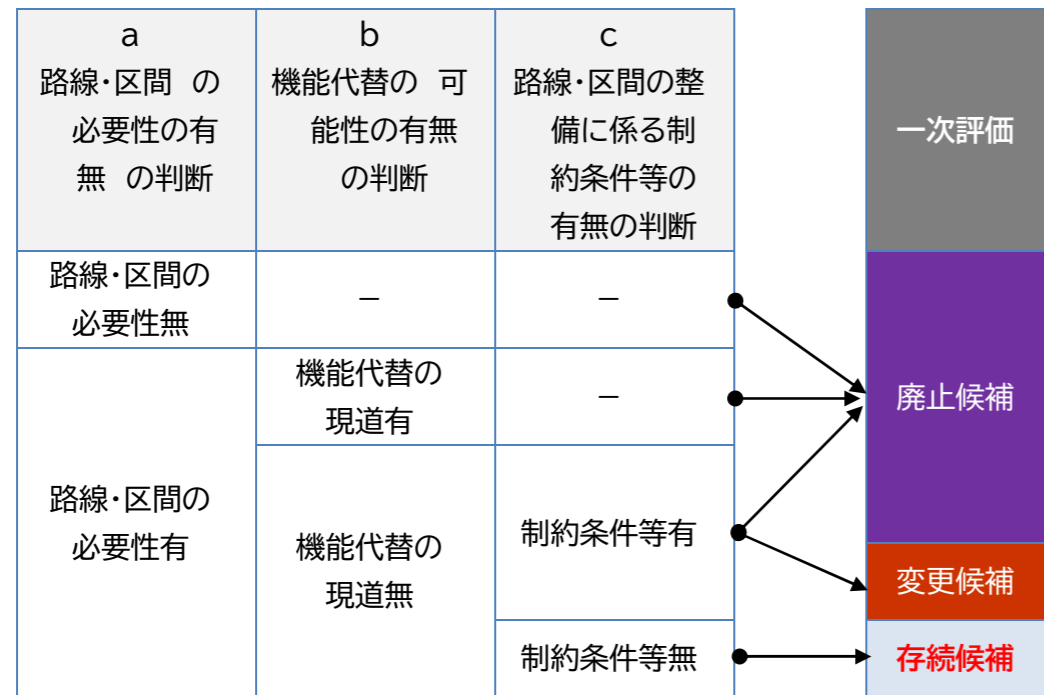 a
路線・区間 の
必要性の有
無 の判断
b
機能代替の 可
能性の有無
の判断
c
路線・区間の整
備に係る制
約条件等の
有無の判断
一次評価
路線・区間の
必要性無
－
－
廃止候補
路線・区間の
必要性有
機能代替の
現道有
－
機能代替の
現道無
制約条件等有
変更候補
制約条件等無
存続候補